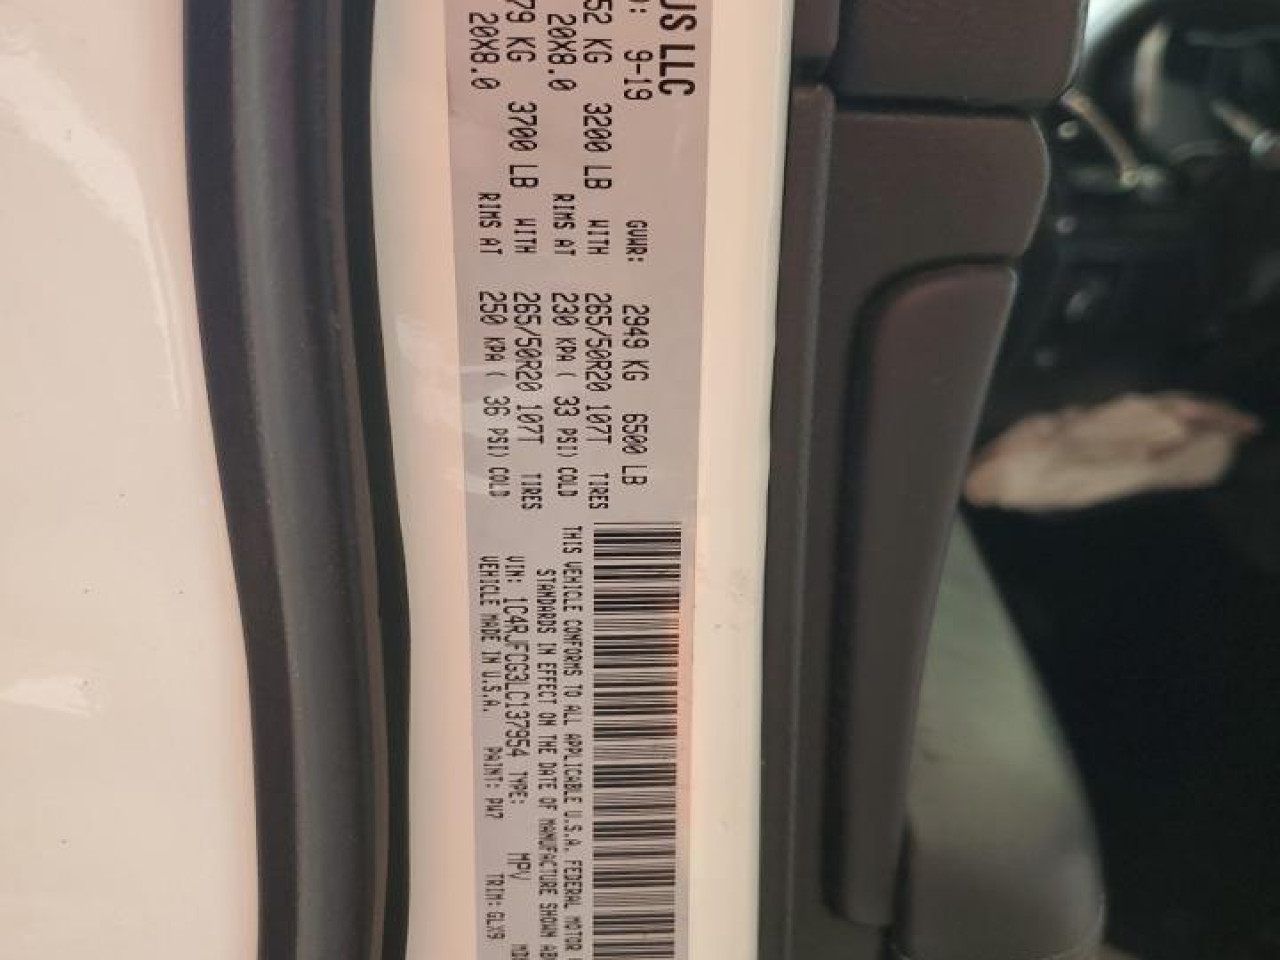 US LLC
9-19 GVWR: 2949 KG 6500 LB
52 KG 3200 LB WITH 265/50R20 107T TIRES
20X8.0 RIMS AT 230 KPA ( 33 PSI) COLD
79 KG 3700 LB WITH 265/50R20 107T TIRES
20X8.0 RIMS AT 250 KPA ( 36 PSI) COLD
THIS VEHICLE CONFORMS TO ALL APPLICABLE U.S.A. FEDERAL MOTOR
STANDARDS IN EFFECT ON THE DATE OF MANUFACTURE SHOWN AB
VIN: 1C4RJFCG3LC137954 TYPE: MPV
VEHICLE MADE IN U.S.A. PAINT: PW7 TRIM: GLX9